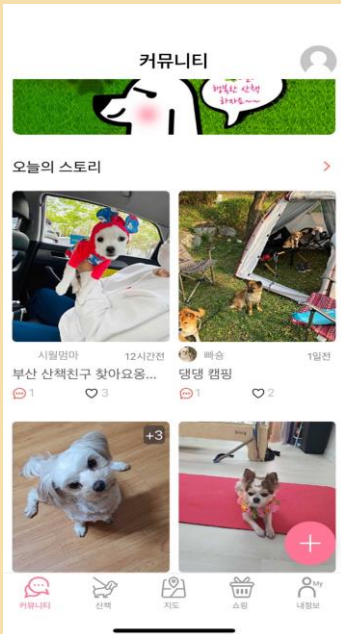 커뮤니티
행복한 산책
하자요~~
오늘의 스토리
시월멈마 12시간전
빠숑 1일전
부산 산책친구 찾아요옹...
댕댕 캠핑
1 3
1 2
+3
커뮤니티 산책 지도 쇼핑 My 내정보